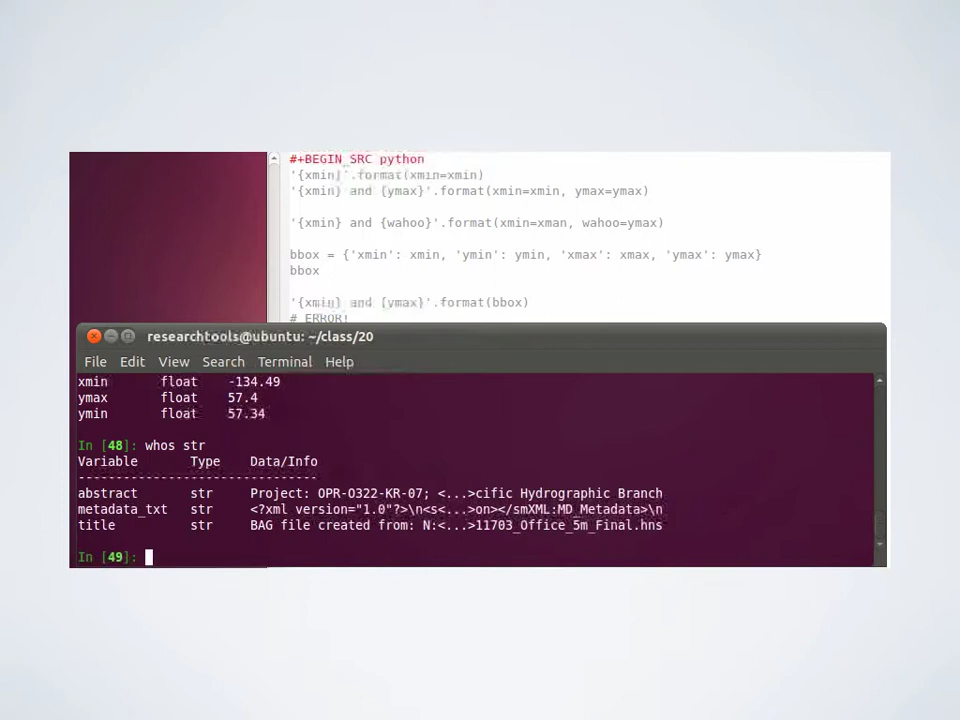 #+BEGIN_SRC python
'{xmin}'.format(xmin=xmin)
'{xmin} and {ymax}'.format(xmin=xmin, ymax=ymax)
'{xmin} and {wahoo}'.format(xmin=xman, wahoo=ymax)
bbox = {'xmin': xmin, 'ymin': ymin, 'xmax': xmax, 'ymax': ymax}
bbox
'{xmin} and {ymax}'.format(bbox)
# ERROR!
researchtools@ubuntu: ~/class/20
File Edit View Search Terminal Help
xmin float -134.49
ymax float 57.4
ymin float 57.34
In [48]: whos str
Variable Type Data/Info
--------------------------------
abstract str Project: OPR-O322-KR-07; <...>cific Hydrographic Branch
metadata_txt str <?xml version="1.0"?>\n<s<...>on></smXML:MD_Metadata>\n
title str BAG file created from: N:<...>11703_Office_5m_Final.hns
In [49]: